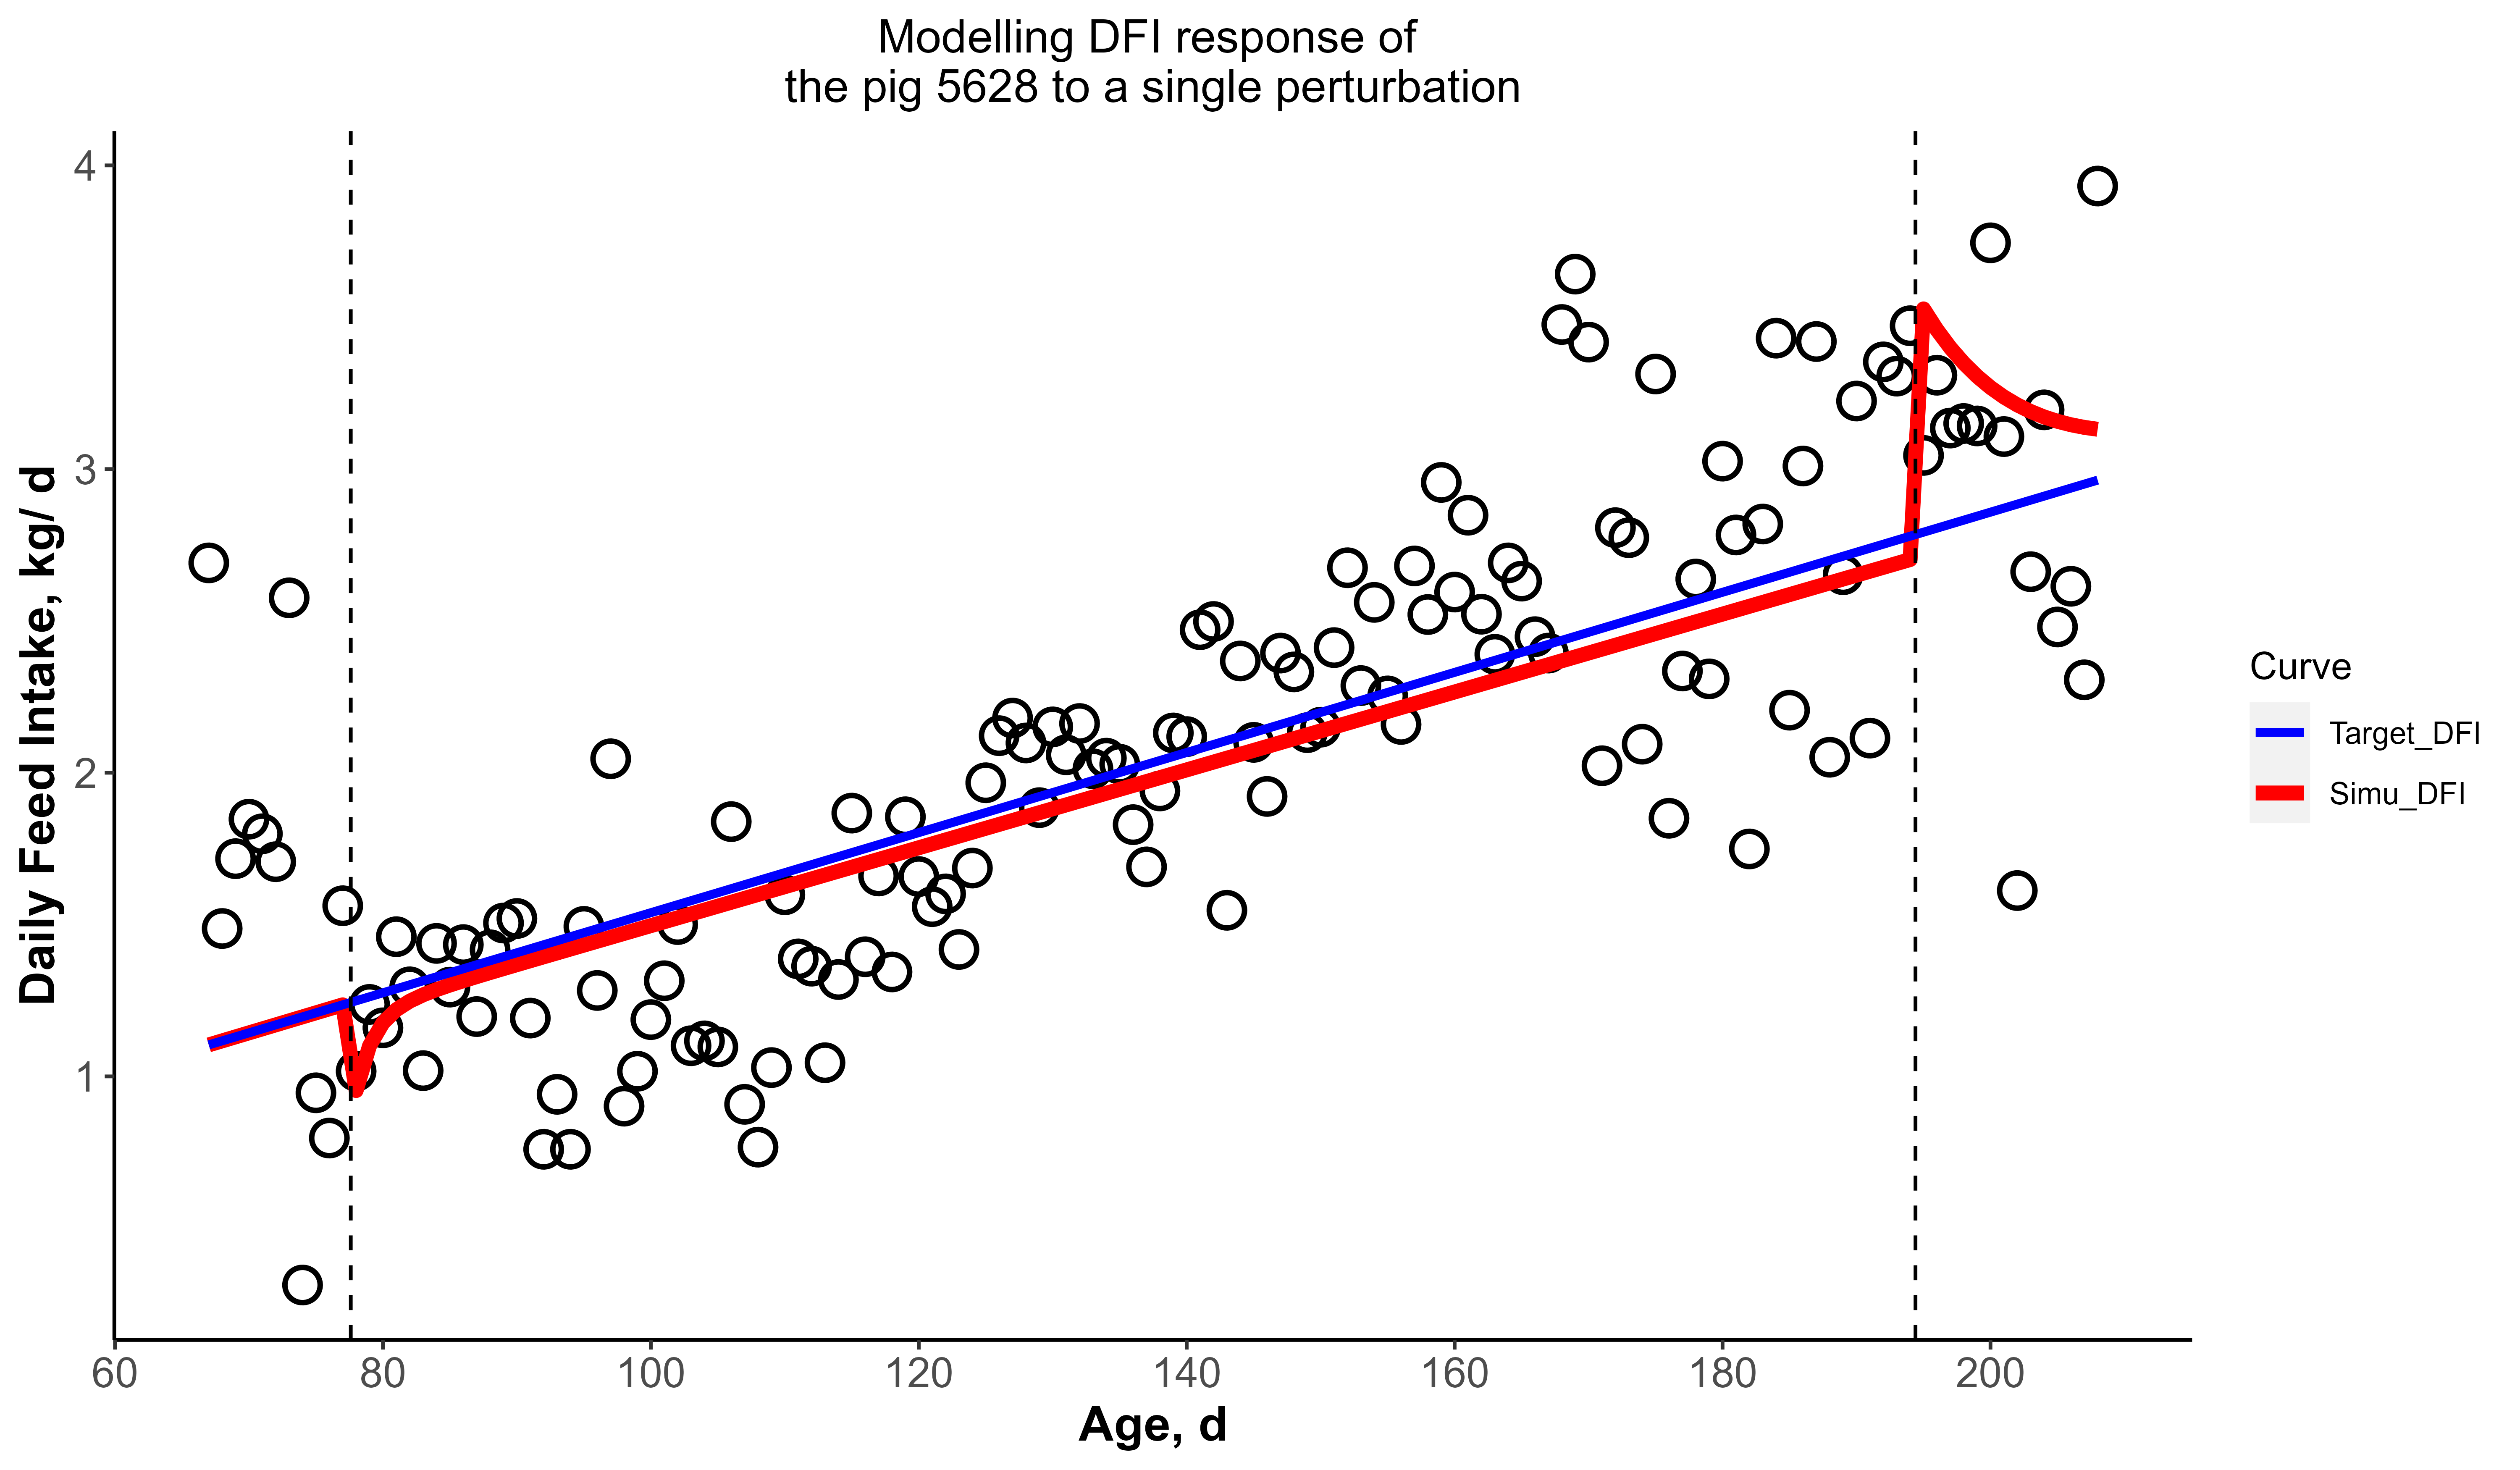 Modelling DFI response of
the pig 5628 to a single perturbation
4
3
2
1
Daily Feed Intake, kg/ d
60 80 100 120 140 160 180 200
Age, d
Curve
Target_DFI
Simu_DFI